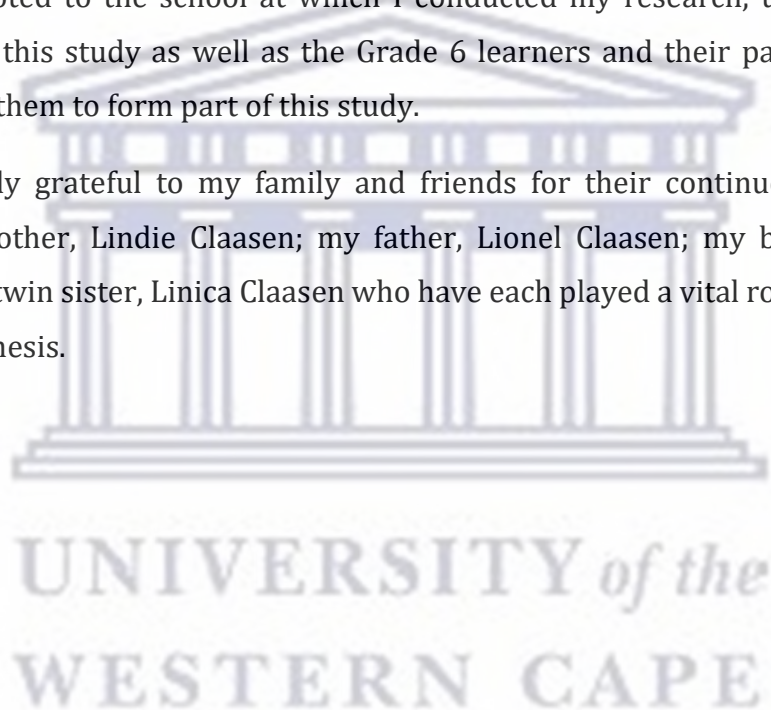 to the school at which I conducted my research,
this study as well as the Grade 6 learners and their
them to form part of this study.
grateful to my family and friends for their
Lindie Claasen; my father, Lionel Claasen; my
twin sister, Linica Claasen who have each played a vital
UNIVERSITY of the
WESTERN CAPE